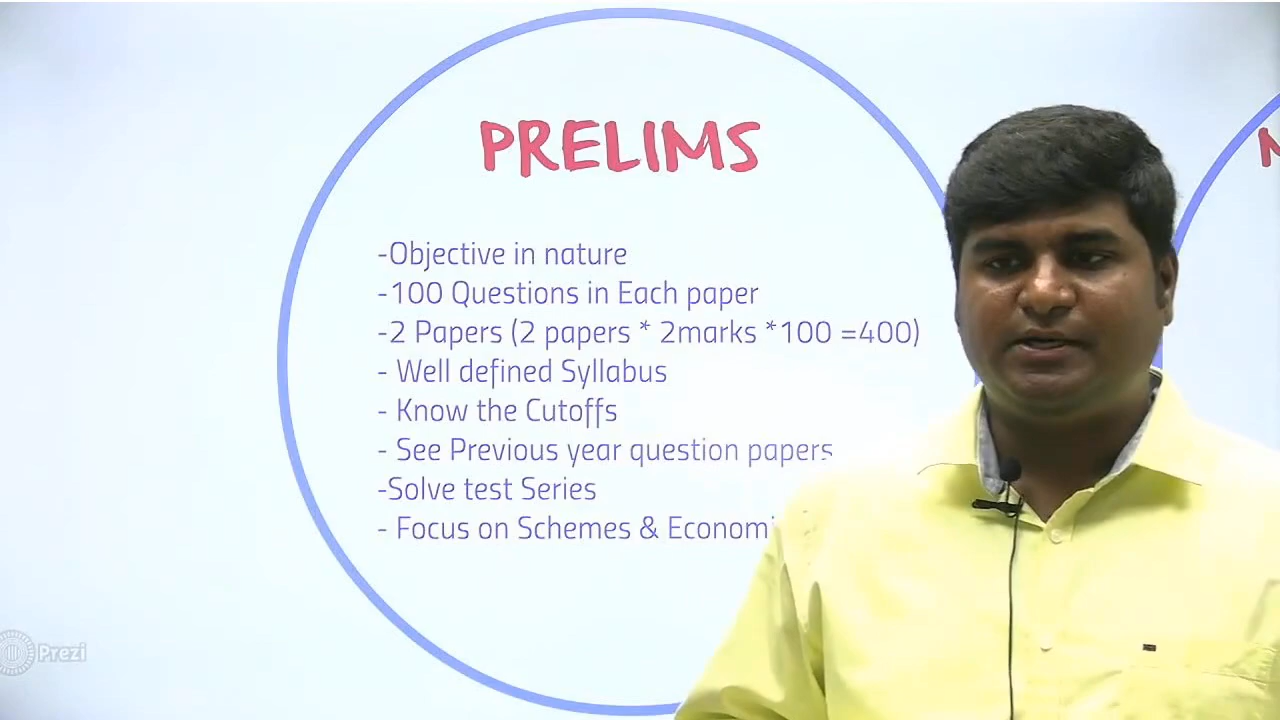 PRELIMS
-Objective in nature
-100 Questions in Each paper
-2 Papers (2 papers * 2marks *100 =400)
- Well defined Syllabus
- Know the Cutoffs
- See Previous year question papers
-Solve test Series
- Focus on Schemes &
Prezi